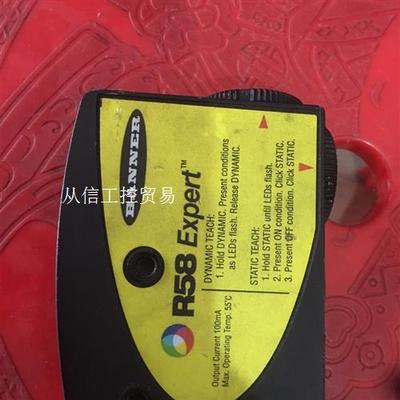 BANNER
R58 Expert™
DYNAMIC TEACH:
1. Hold DYNAMIC. Present conditions
as LEDs flash. Release DYNAMIC.
STATIC TEACH:
1. Hold STATIC until LEDs flash.
2. Present ON condition. Click STATIC.
3. Present OFF condition. Click STATIC.
Output Current 100mA
Max. Operating Temp. 55°C
从信工控贸易